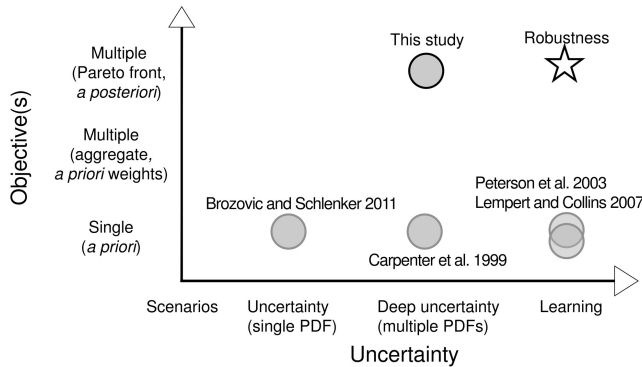 This study
Robustness
Multiple
(Pareto front,
a posteriori)
Multiple
(aggregate,
a priori weights)
Single
(a priori)
Objective(s)
Peterson et al. 2003
Lempert and Collins 2007
Brozovic and Schlenker 2011
Carpenter et al. 1999
Scenarios
Uncertainty
(single PDF)
Deep uncertainty
(multiple PDFs)
Learning
Uncertainty